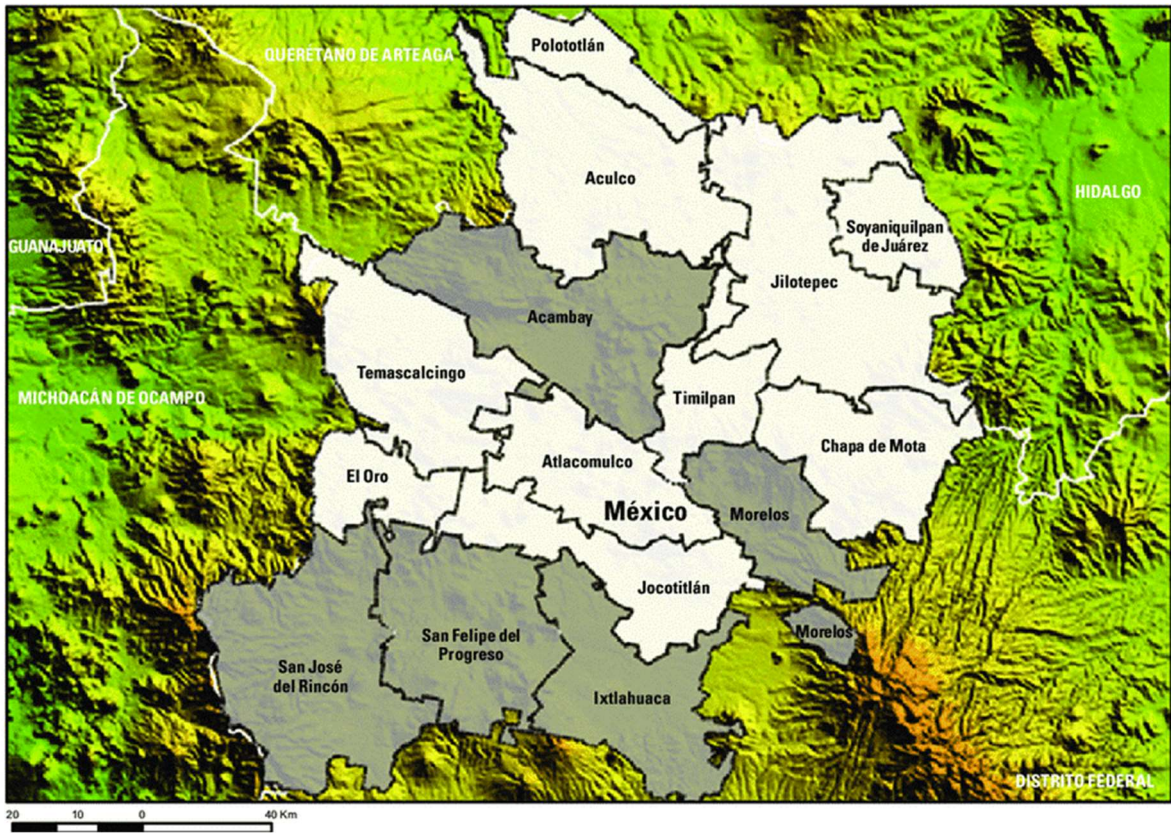 Polototlán
QUERÉTANO DE ARTEAGA
Aculco
HIDALGO
Soyaniquilpan
de Juárez
GUANAJUATO
Jilotepec
Acambay
Temascalcingo
MICHOACÁN DE OCAMPO
Timilpan
Chapa de Mota
Atlacomulco
El Oro
México
Morelos
Jocotitlán
Morelos
San Felipe del
Progreso
San José
del Rincón
Ixtlahuaca
DISTRITO FEDERAL
20 10 0 40 Km